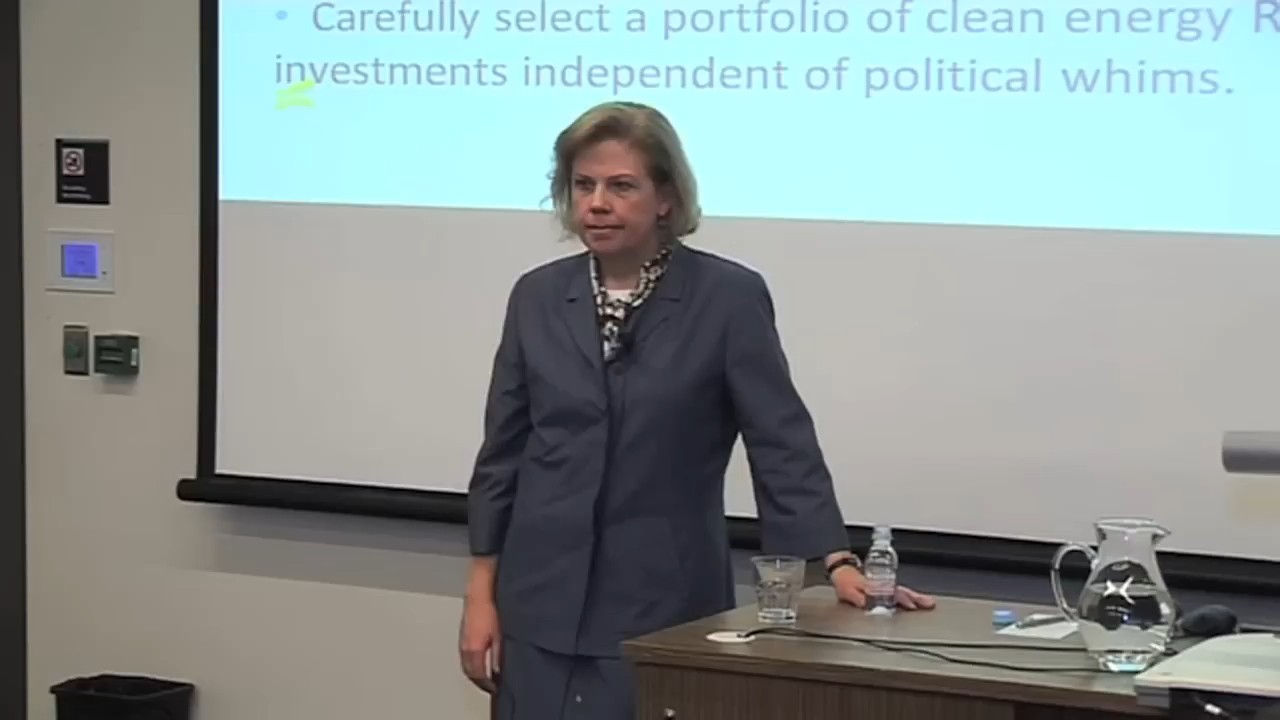 • Carefully select a portfolio of clean energy R
investments independent of political whims.